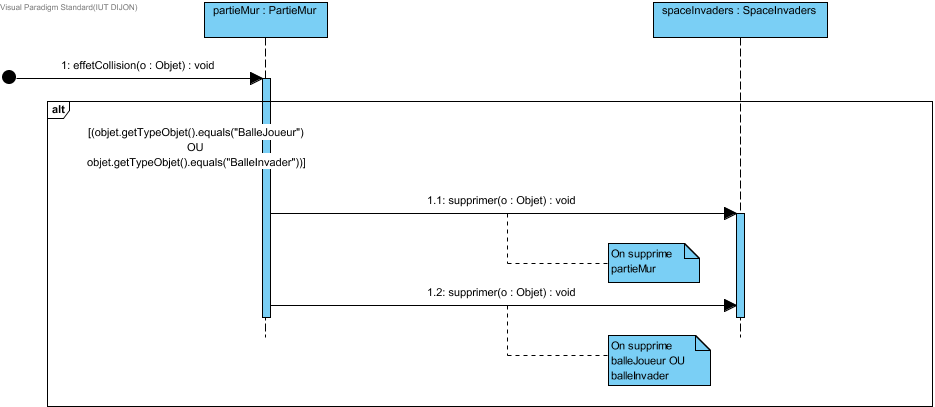 Visual Paradigm Standard(IUT DIJON)
partieMur : PartieMur
spaceInvaders : SpaceInvaders
1: effetCollision(o : Objet) : void
alt
[(objet.getTypeObjet().equals("BalleJoueur")
OU
objet.getTypeObjet().equals("BalleInvader"))]
1.1: supprimer(o : Objet) : void
On supprime
partieMur
1.2: supprimer(o : Objet) : void
On supprime
balleJoueur OU
balleInvader